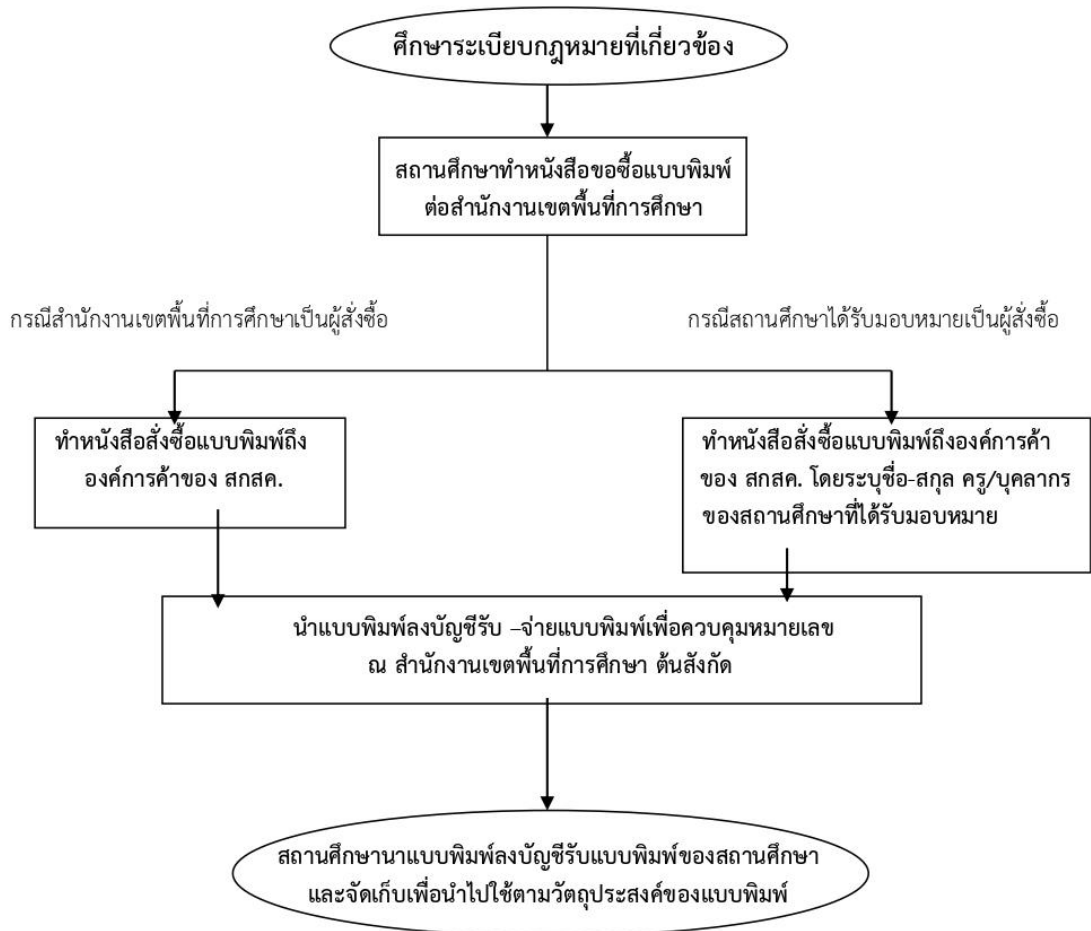 ศึกษาระเบียบกฎหมายที่เกี่ยวข้อง
สถานศึกษาทำหนังสือขอซื้อแบบพิมพ์
ต่อสำนักงานเขตพื้นที่การศึกษา
กรณีสำนักงานเขตพื้นที่การศึกษาเป็นผู้สั่งซื้อ
กรณีสถานศึกษาได้รับมอบหมายเป็นผู้สั่งซื้อ
ทำหนังสือสั่งซื้อแบบพิมพ์ถึง
องค์การค้าของ สกสค.
ทำหนังสือสั่งซื้อแบบพิมพ์ถึงองค์การค้า
ของ สกสค. โดยระบุชื่อ-สกุล ครู/บุคลากร
ของสถานศึกษาที่ได้รับมอบหมาย
นำแบบพิมพ์ลงบัญชีรับ –จ่ายแบบพิมพ์เพื่อควบคุมหมายเลข
ณ สำนักงานเขตพื้นที่การศึกษา ต้นสังกัด
สถานศึกษานาแบบพิมพ์ลงบัญชีรับแบบพิมพ์ของสถานศึกษา
และจัดเก็บเพื่อนำไปใช้ตามวัตถุประสงค์ของแบบพิมพ์